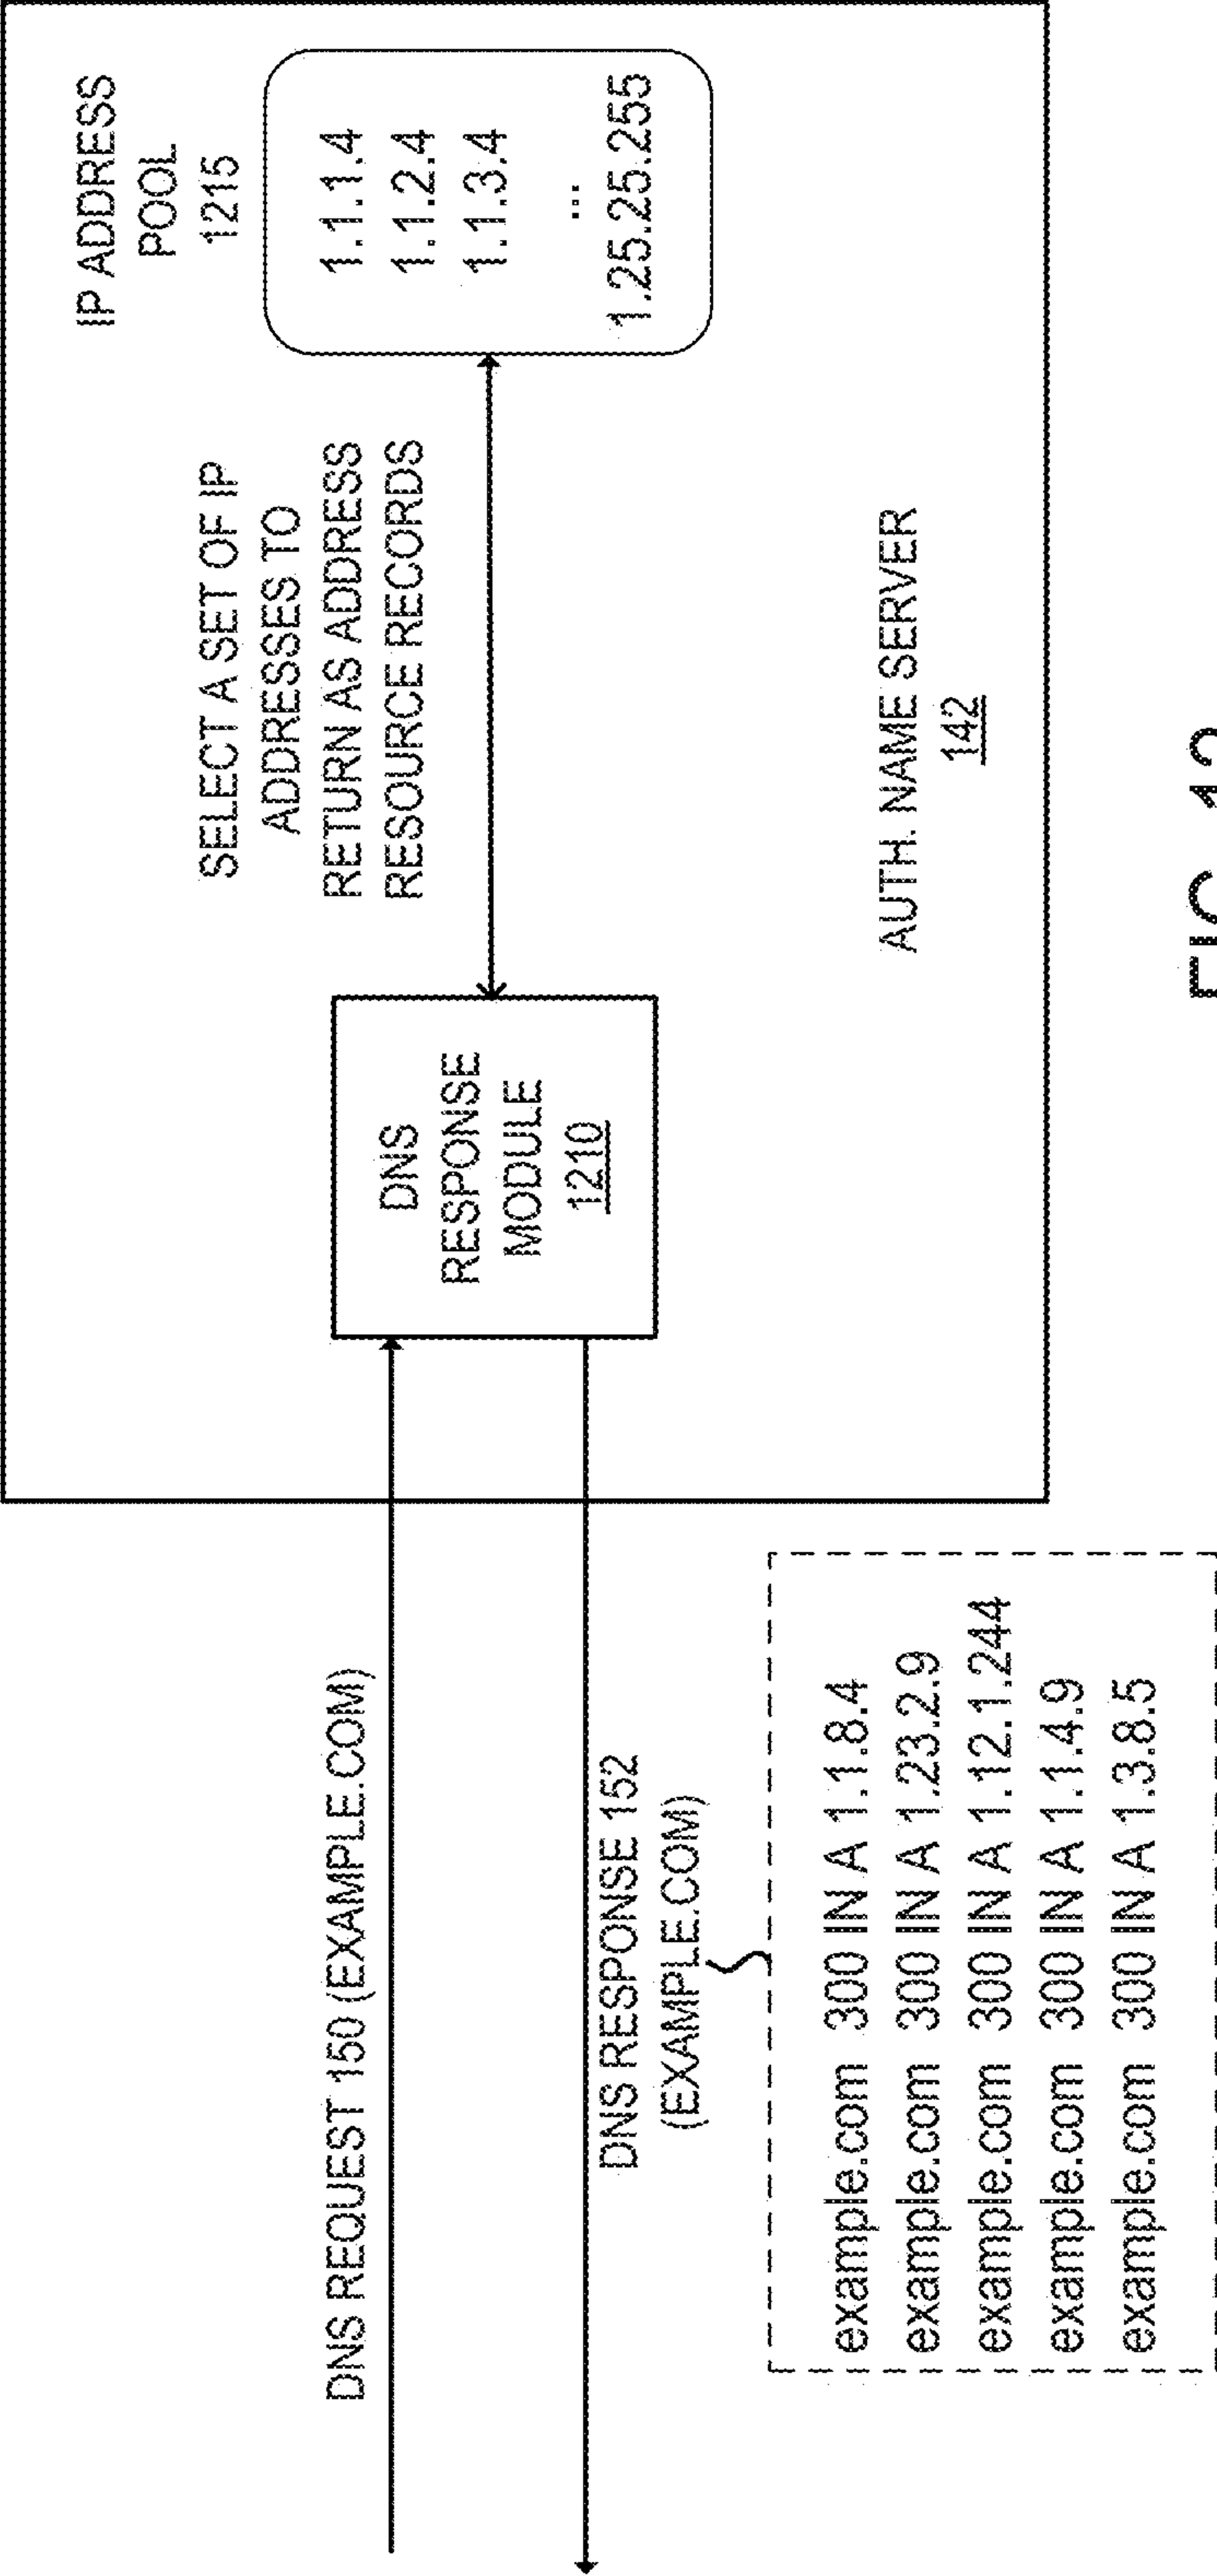 IP ADDRESS
POOL
1215
1.1.1.4
1.1.2.4
1.1.3.4
...
1.25.25.255
SELECT A SET OF IP
ADDRESSES TO
RETURN AS ADDRESS
RESOURCE RECORDS
DNS
RESPONSE
MODULE
1210
AUTH. NAME SERVER
142
DNS REQUEST 150 (EXAMPLE.COM)
DNS RESPONSE 152
(EXAMPLE.COM)
example.com 300 IN A 1.1.8.4
example.com 300 IN A 1.23.2.9
example.com 300 IN A 1.12.1.244
example.com 300 IN A 1.1.4.9
example.com 300 IN A 1.3.8.5